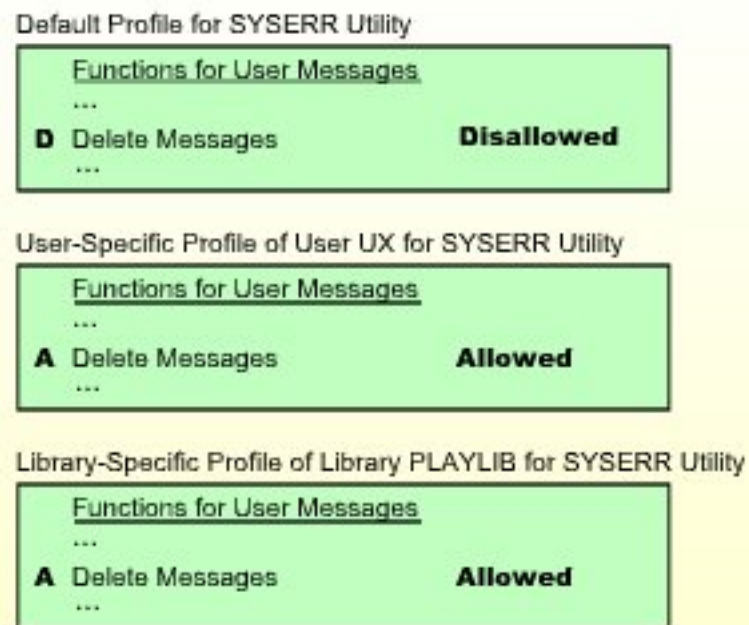 Default Profile for SYSERR Utility
Functions for User Messages
...
D Delete Messages Disallowed
...
User-Specific Profile of User UX for SYSERR Utility
Functions for User Messages
...
A Delete Messages Allowed
...
Library-Specific Profile of Library PLAYLIB for SYSERR Utility
Functions for User Messages
...
A Delete Messages Allowed
...